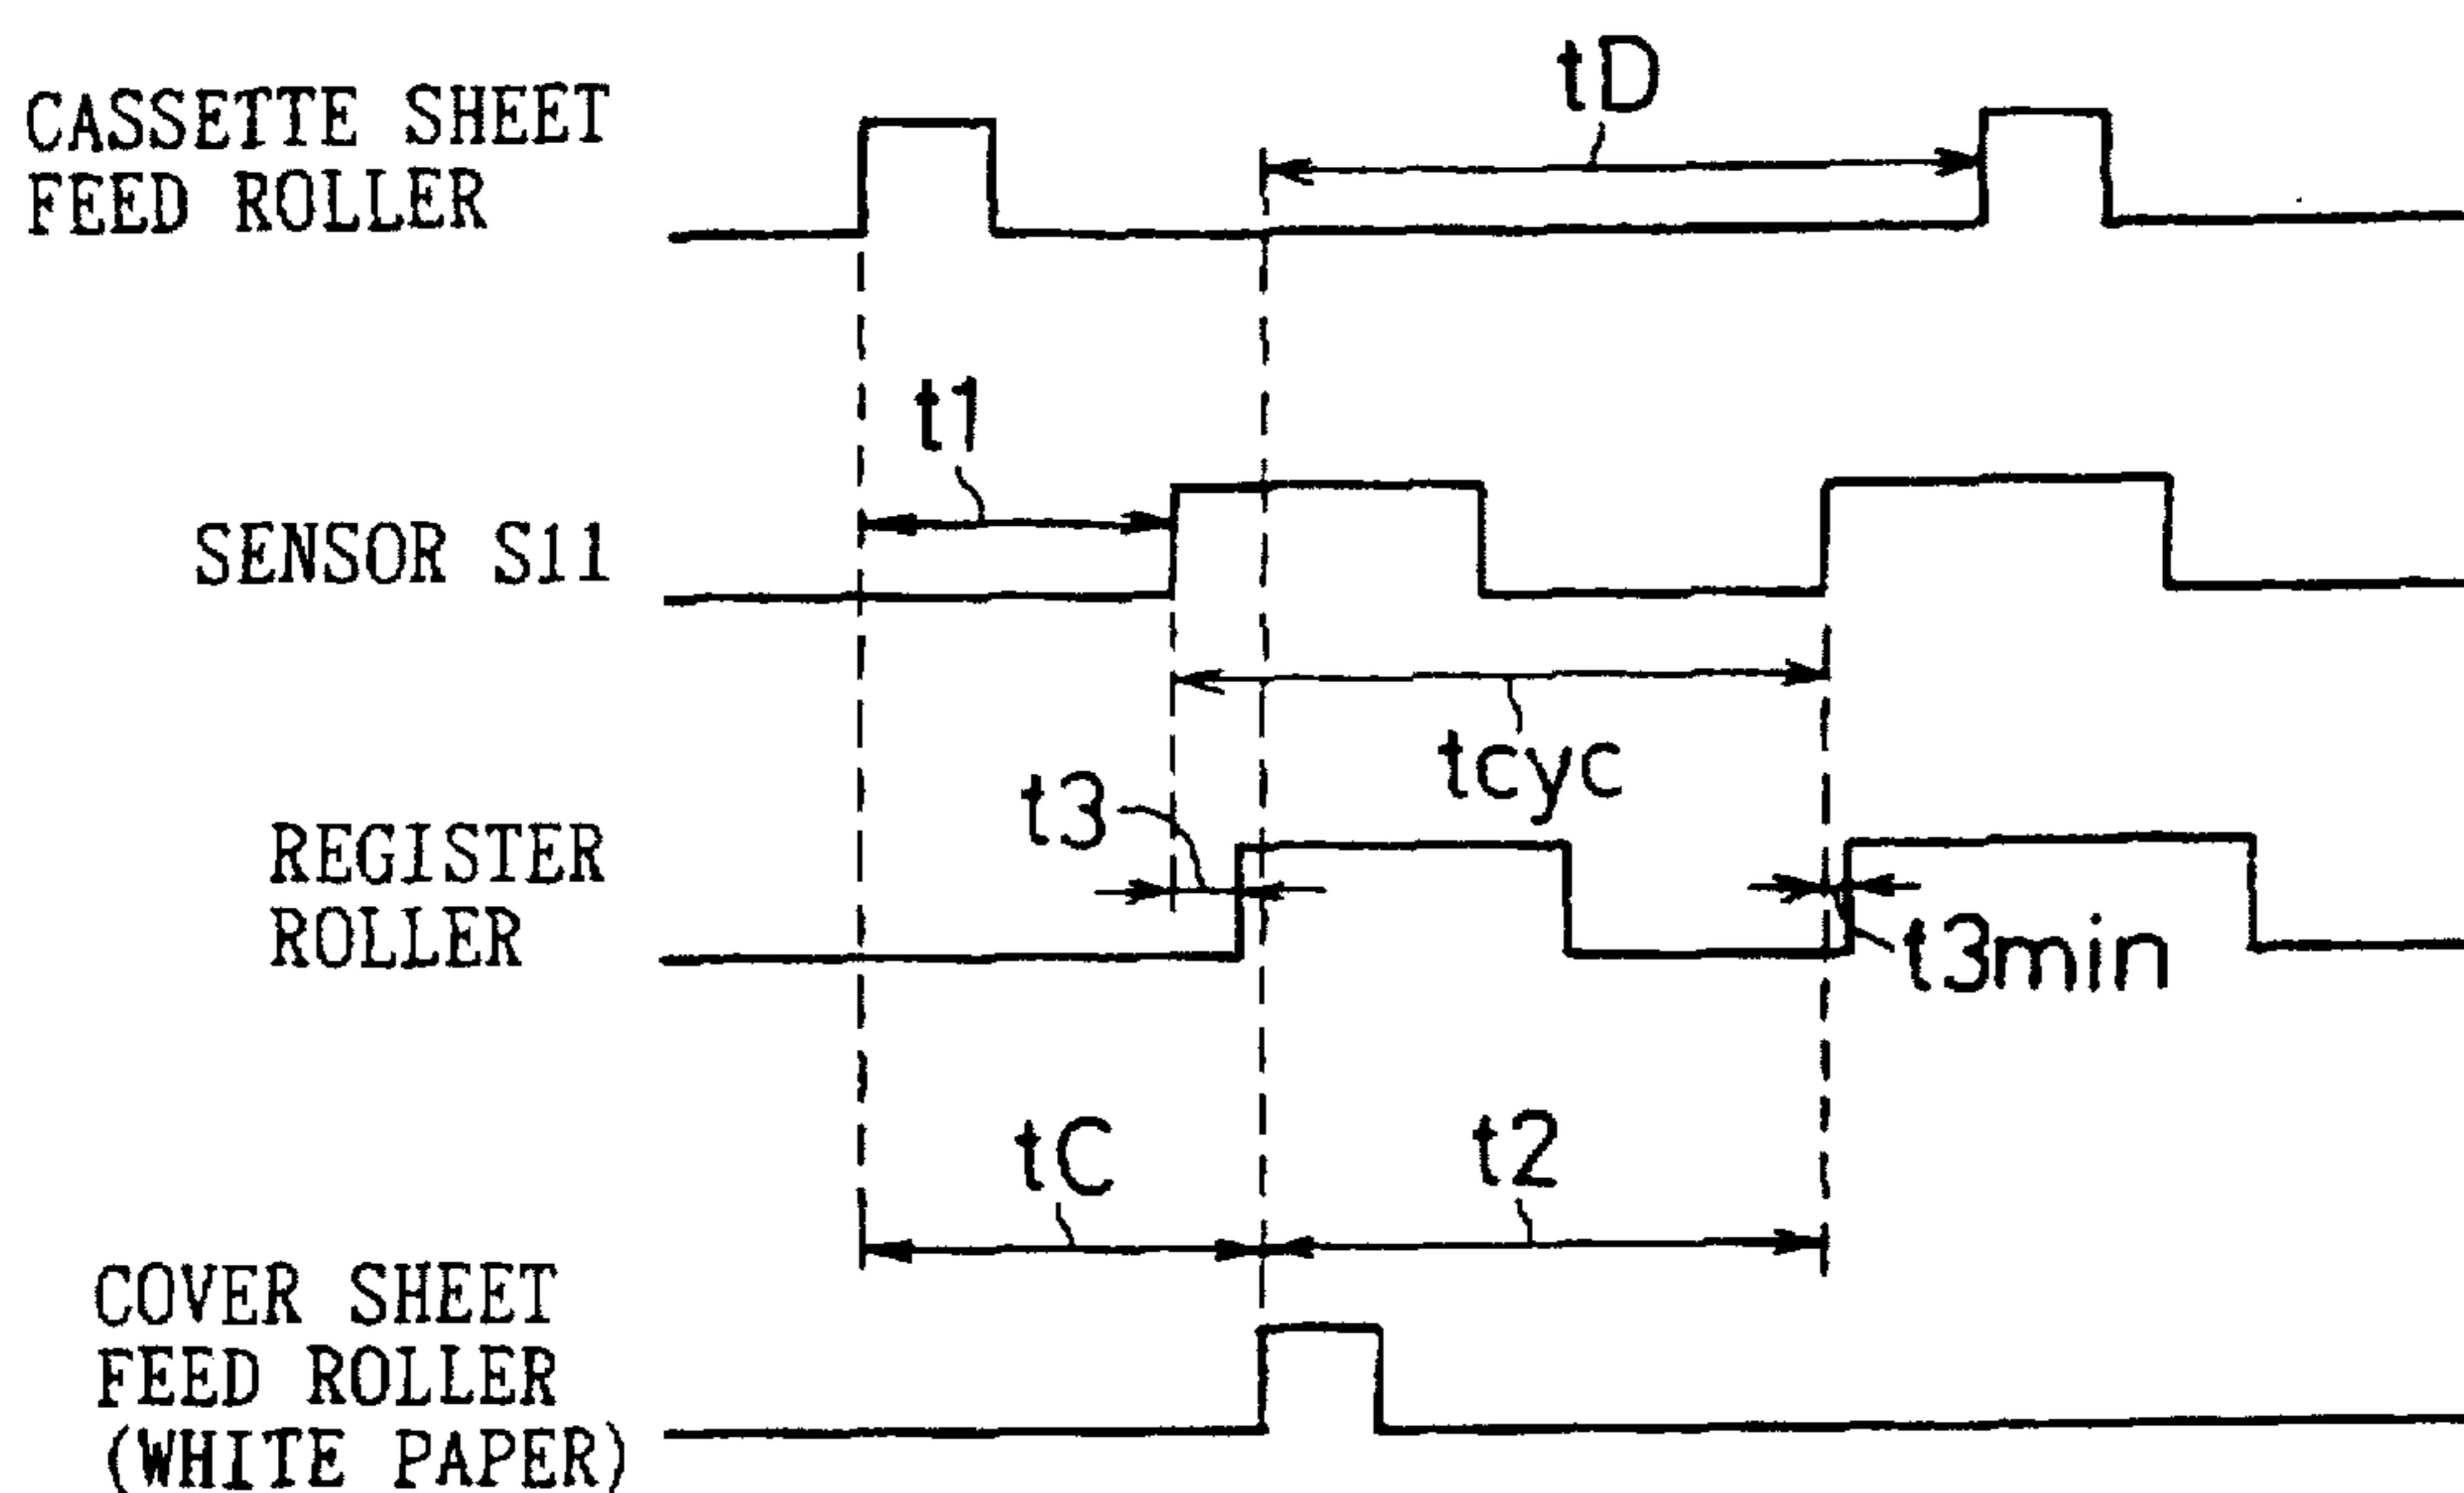 CASSETTE SHEET
FEED ROLLER
tD
t1
SENSOR S11
tcyc
t3
REGISTER
ROLLER
t3min
tC
t2
COVER SHEET
FEED ROLLER
(WHITE PAPER)